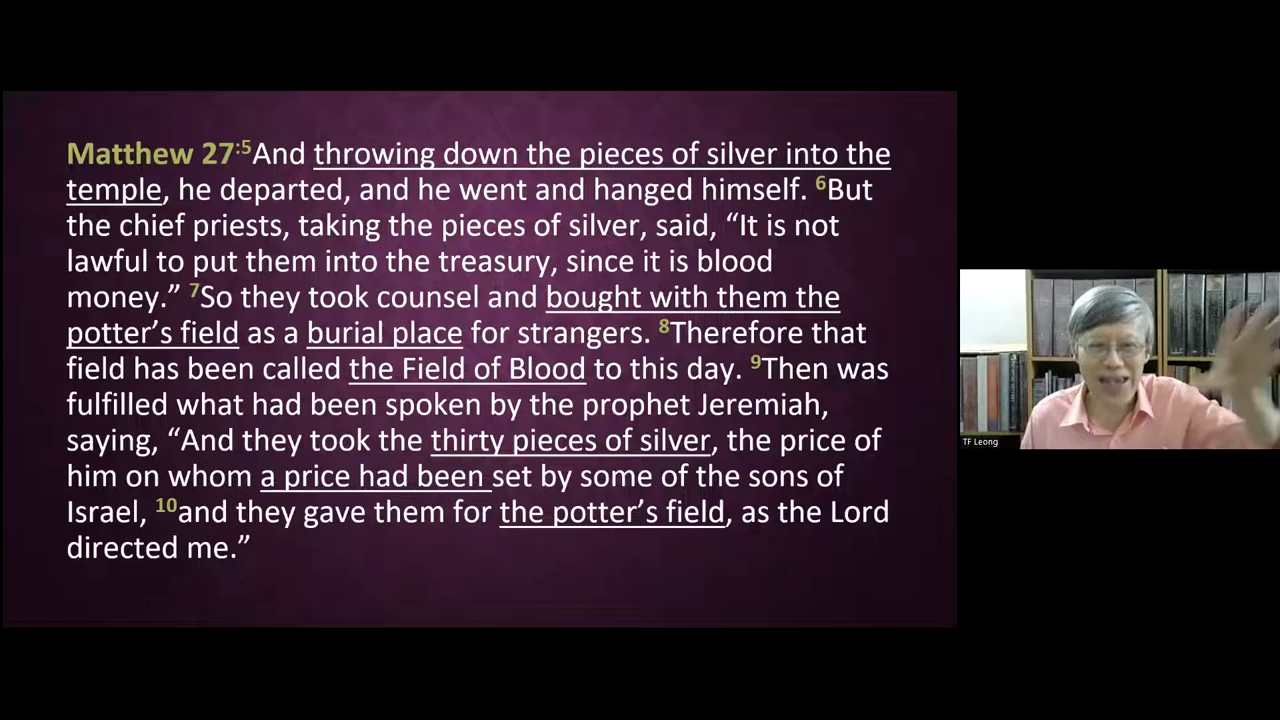 Matthew 27:5And throwing down the pieces of silver into the
temple, he departed, and he went and hanged himself. 6But
the chief priests, taking the pieces of silver, said, “It is not
lawful to put them into the treasury, since it is blood
money.” 7So they took counsel and bought with them the
potter’s field as a burial place for strangers. 8Therefore that
field has been called the Field of Blood to this day. 9Then was
fulfilled what had been spoken by the prophet Jeremiah,
saying, “And they took the thirty pieces of silver, the price of
him on whom a price had been set by some of the sons of
Israel, 10and they gave them for the potter’s field, as the Lord
directed me.”
TF Leong